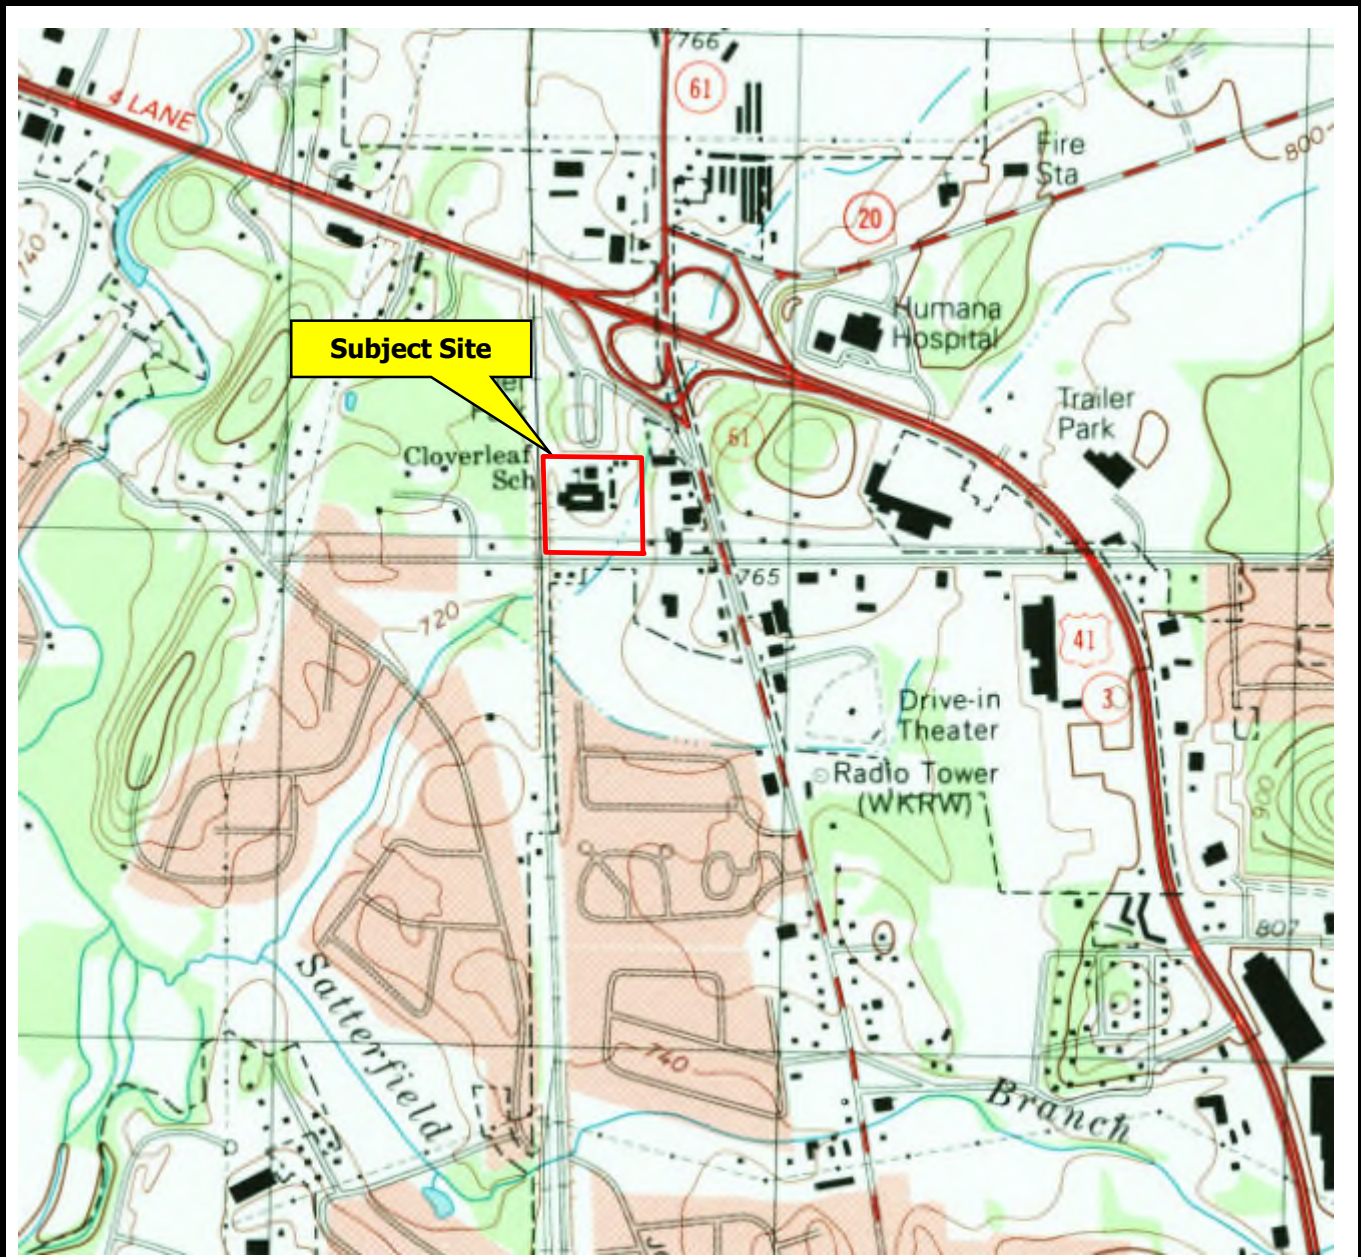 766
61
4 LANE
Fire
Sta
800
20
740
Humana
Hospital
Subject Site
Trailer
Park
61
Cloverleaf
Sch
765
720
41
3
Drive-in
Theater
Radio Tower
(WKRW)
900
807
Satterfield
740
Branch